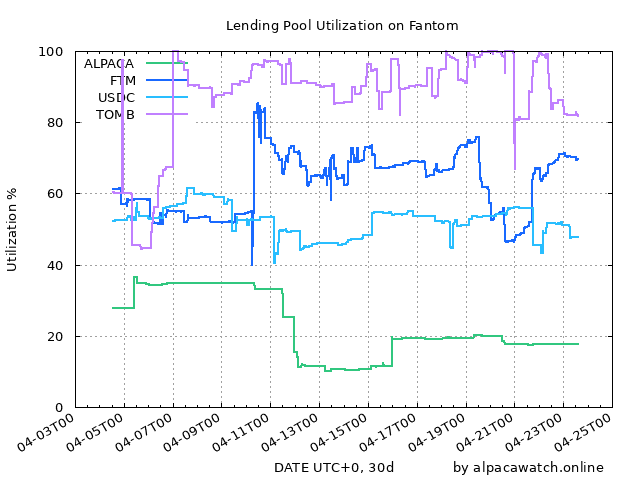 Lending Pool Utilization on Fantom
Utilization %
100
80
60
40
20
0
ALPACA
FTM
USDC
TOMB
04-03T00
04-05T00
04-07T00
04-09T00
04-11T00
04-13T00
04-15T00
04-17T00
04-19T00
04-21T00
04-23T00
04-25T00
DATE UTC+0, 30d
by alpacawatch.online